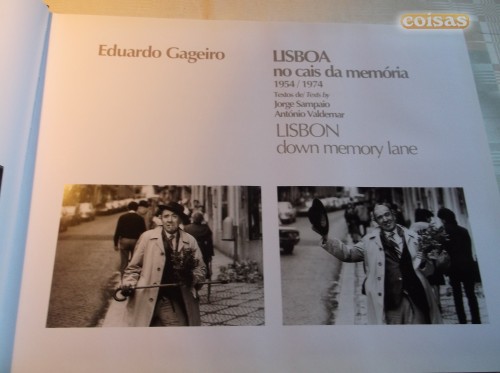 coisas
Eduardo Gageiro
LISBOA
no cais da memória
1954 / 1974
Textos de/Texts by
Jorge Sampaio
António Valdemar
LISBON
down memory lane